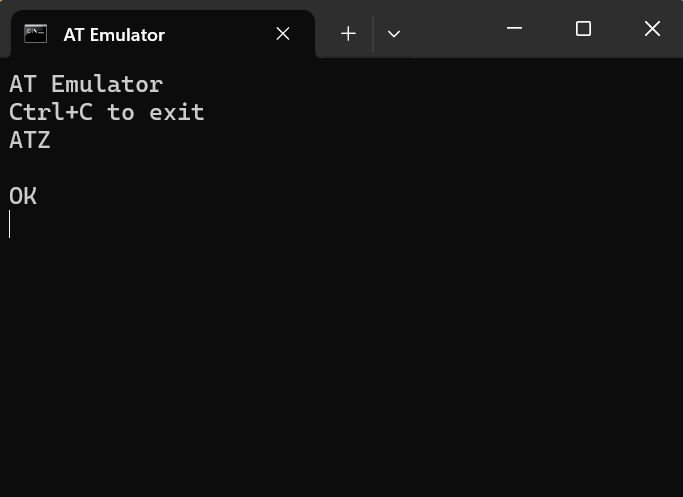 AT Emulator
AT Emulator
Ctrl+C to exit
ATZ
OK